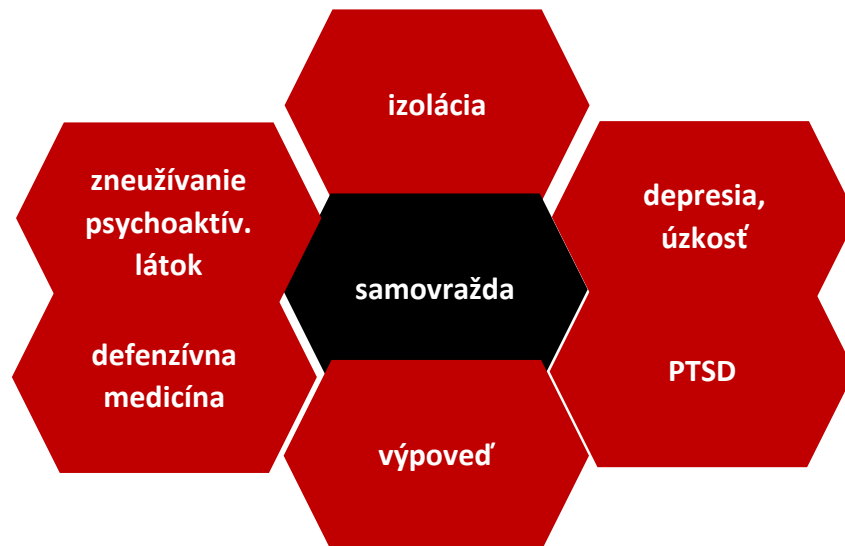 izolácia
zneužívanie
psychoaktív.
látok
depresia,
úzkosť
samovražda
defenzívna
medicína
PTSD
výpoveď